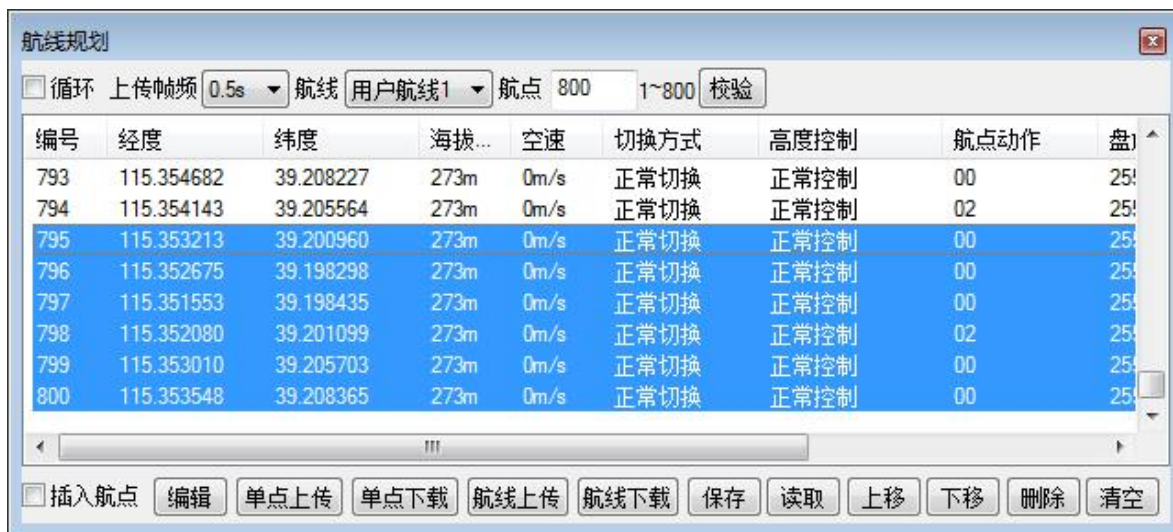 航线规划
循环 上传帧频 0.5s 航线 用户航线1 航点 800 1~800 校验
编号 经度 纬度 海拔... 空速 切换方式 高度控制 航点动作
793 115.354682 39.208227 273m 0m/s 正常切换 正常控制 00
794 115.354143 39.205564 273m 0m/s 正常切换 正常控制 02
795 115.353213 39.200960 273m 0m/s 正常切换 正常控制 00
796 115.352675 39.198298 273m 0m/s 正常切换 正常控制 00
797 115.351553 39.198435 273m 0m/s 正常切换 正常控制 00
798 115.352080 39.201099 273m 0m/s 正常切换 正常控制 02
799 115.353010 39.205703 273m 0m/s 正常切换 正常控制 00
800 115.353548 39.208365 273m 0m/s 正常切换 正常控制 00
插入航点 编辑 单点上传 单点下载 航线上传 航线下载 保存 读取 上移 下移 删除 清空